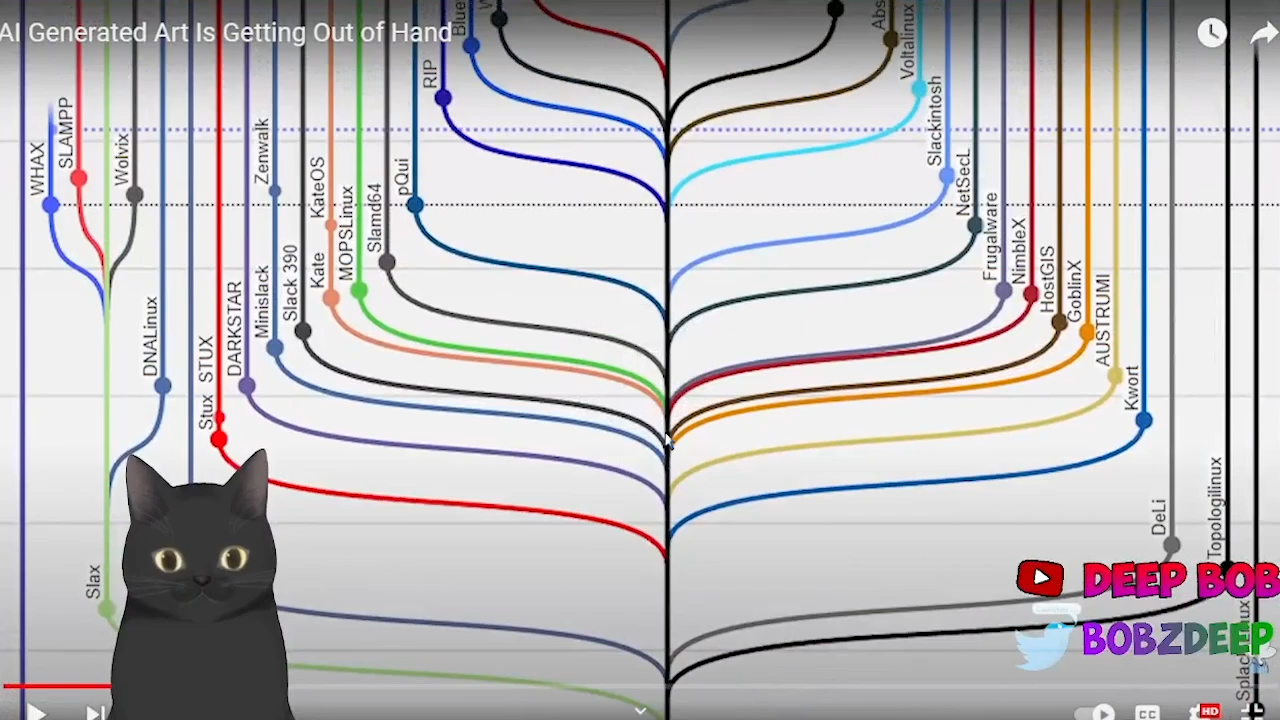 AI Generated Art Is Getting Out of Hand
Blue
Abs
Voltalinux
RIP
SLAMPP
WHAX
Wolvix
Zenwalk
KateOS
pQui
Slackintosh
NetSecL
MOPSLinux
Slamd64
Kate
Slack 390
Minislack
DARKSTAR
DNALinux
STUX
Stux
Frugalware
NimbleX
HostGIS
GoblinX
AUSTRUMI
Kwort
DeLi
Topologilinux
Slax
DEEP BOB
BOBZDEEP
CC
HD